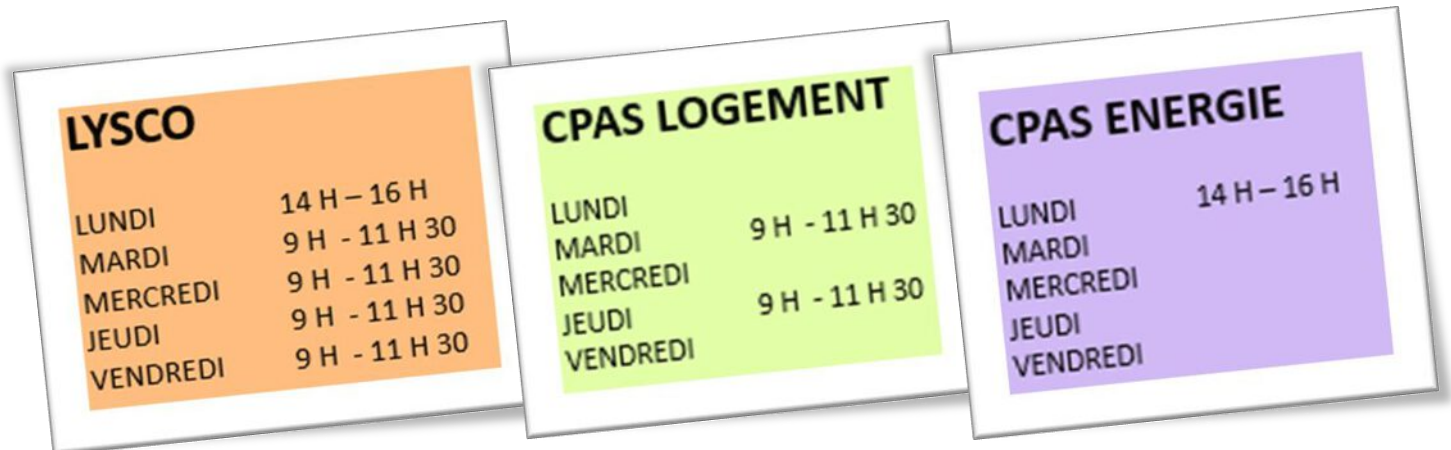 LYSCO
LUNDI 14 H – 16 H
MARDI 9 H - 11 H 30
MERCREDI 9 H - 11 H 30
JEUDI 9 H - 11 H 30
VENDREDI 9 H - 11 H 30
CPAS LOGEMENT
LUNDI
MARDI 9 H - 11 H 30
MERCREDI
JEUDI 9 H - 11 H 30
VENDREDI
CPAS ENERGIE
LUNDI 14 H – 16 H
MARDI
MERCREDI
JEUDI
VENDREDI